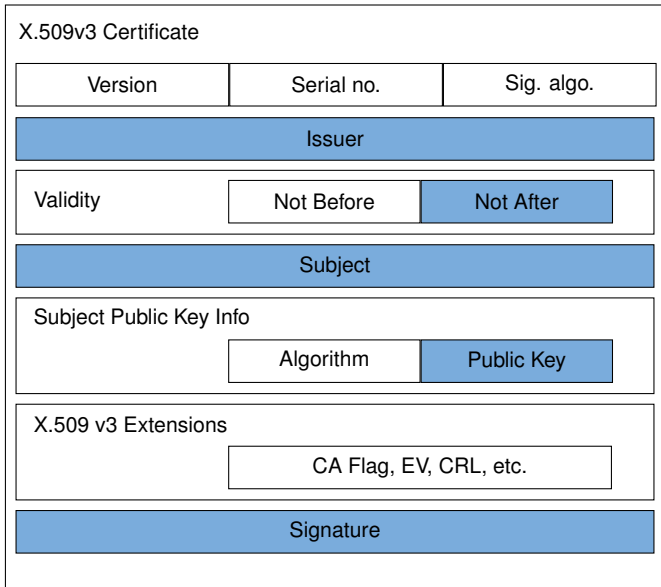 X.509v3 Certificate
Version Serial no. Sig. algo.
Issuer
Validity Not Before Not After
Subject
Subject Public Key Info
Algorithm Public Key
X.509 v3 Extensions
CA Flag, EV, CRL, etc.
Signature